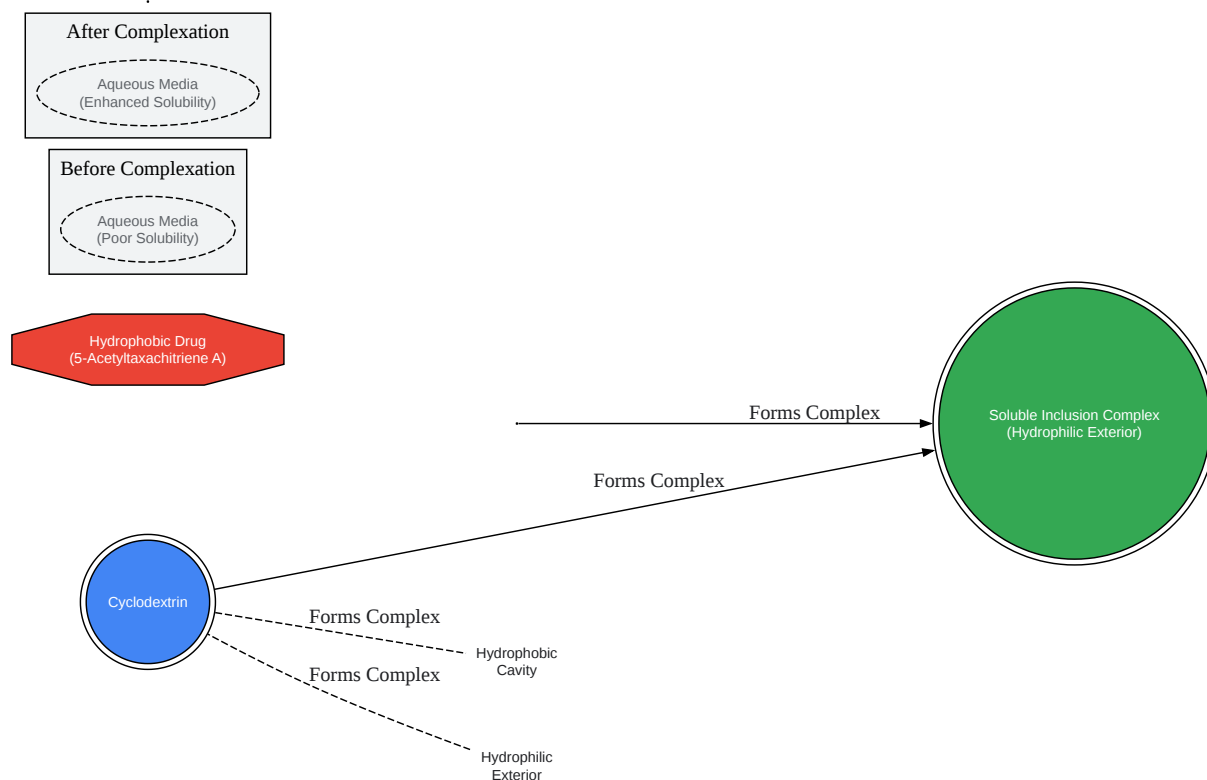 After Complexation
Aqueous Media
(Enhanced Solubility)
Before Complexation
Aqueous Media
(Poor Solubility)
Hydrophobic Drug
(5-Acetyltaxachitriene A)
Forms Complex
Soluble Inclusion Complex
(Hydrophilic Exterior)
Forms Complex
Cyclodextrin
Forms Complex
Hydrophobic
Cavity
Forms Complex
Hydrophilic
Exterior